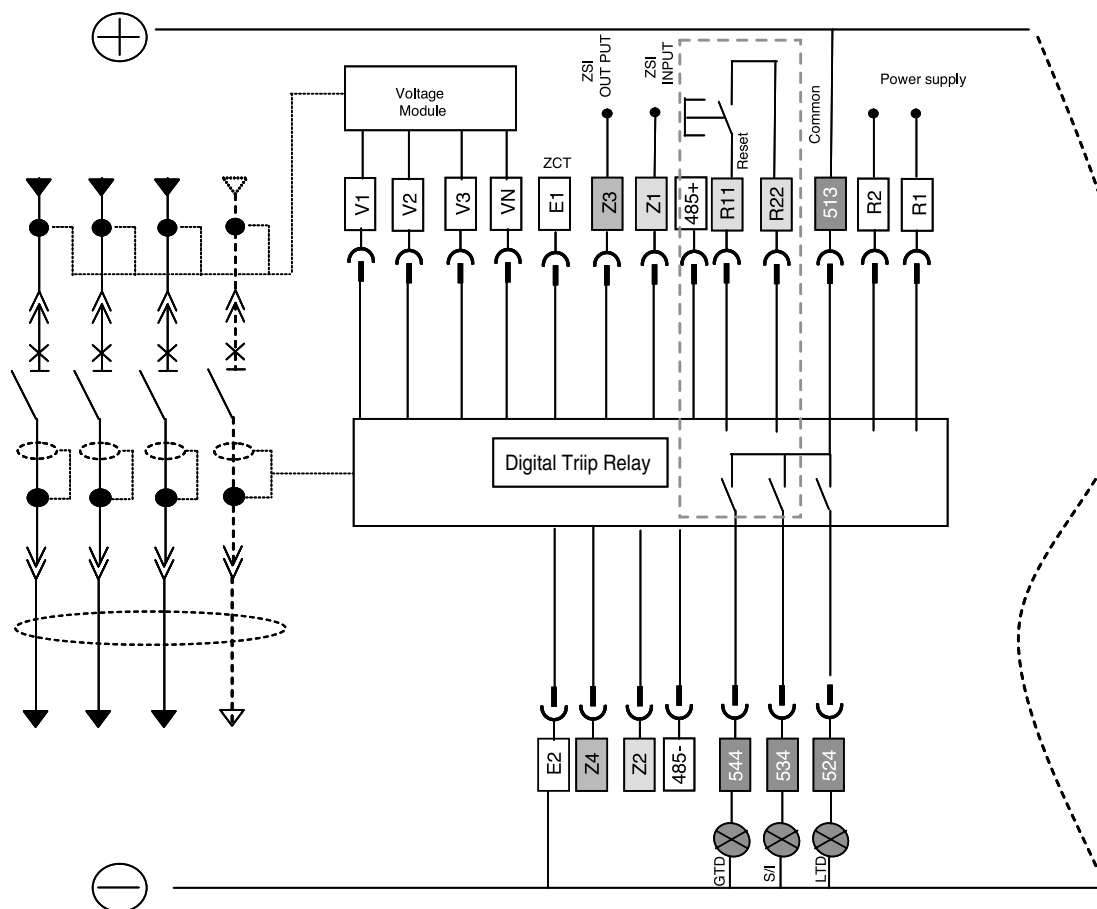 ZSI
OUT PUT
ZSI
INPUT
Power supply
Voltage
Module
Common
Reset
ZCT
V1
V2
V3
VN
E1
Z3
Z1
485+
R11
R22
513
R2
R1
Digital Triip Relay
E2
Z4
Z2
485-
544
534
524
GTD
S/I
LTD